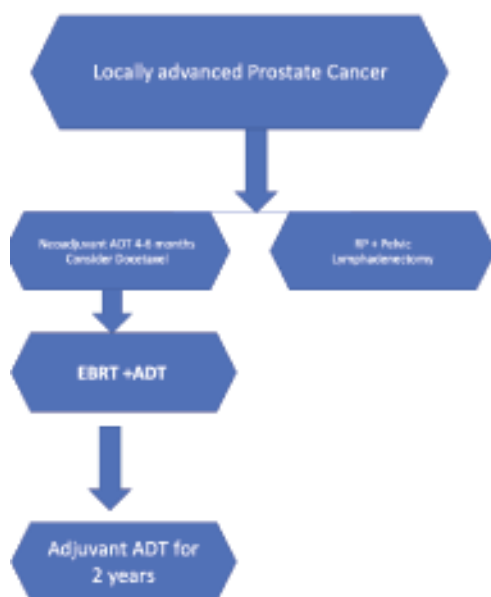 Locally advanced Prostate Cancer
Neoadjuvant ADT 4-6 months
Consider Docetaxel
RP + Pelvic
Lymphadenectomy
EBRT +ADT
Adjuvant ADT for
2 years